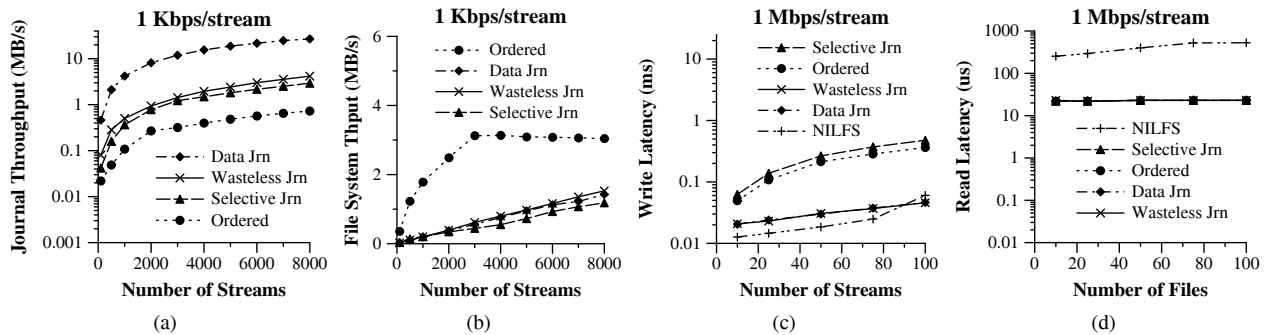 1 Kbps/stream
Journal Throughput (MB/s)
10
1
0.1
0.01
0.001
Data Jrn
Wasteless Jrn
Selective Jrn
Ordered
0 2000 4000 6000 8000
Number of Streams
(a)
1 Kbps/stream
File System Thput (MB/s)
6
4
2
0
Ordered
Data Jrn
Wasteless Jrn
Selective Jrn
0 2000 4000 6000 8000
Number of Streams
(b)
1 Mbps/stream
Write Latency (ms)
10
1
0.1
0.01
Selective Jrn
Ordered
Wasteless Jrn
Data Jrn
NILFS
0 20 40 60 80 100
Number of Streams
(c)
1 Mbps/stream
Read Latency (us)
1000
100
10
1
0.1
0.01
NILFS
Selective Jrn
Ordered
Data Jrn
Wasteless Jrn
0 20 40 60 80 100
Number of Files
(d)